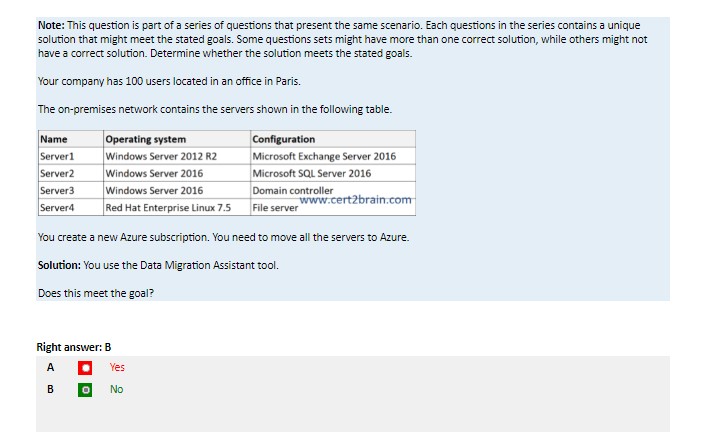 Note: This question is part of a series of questions that present the same scenario. Each questions in the series contains a unique
solution that might meet the stated goals. Some questions sets might have more than one correct solution, while others might not
have a correct solution. Determine whether the solution meets the stated goals.
Your company has 100 users located in an office in Paris.
The on-premises network contains the servers shown in the following table.
Name Operating system Configuration
Server1 Windows Server 2012 R2 Microsoft Exchange Server 2016
Server2 Windows Server 2016 Microsoft SQL Server 2016
Server3 Windows Server 2016 Domain controller
Server4 Red Hat Enterprise Linux 7.5 File server
www.cert2brain.com
You create a new Azure subscription. You need to move all the servers to Azure.
Solution: You use the Data Migration Assistant tool.
Does this meet the goal?
Right answer: B
A Yes
B No